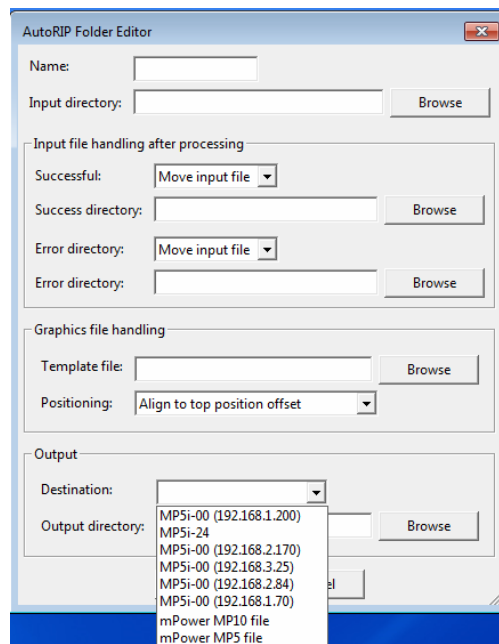 AutoRIP Folder Editor
Name:
Input directory: Browse
Input file handling after processing
Successful: Move input file
Success directory: Browse
Error directory: Move input file
Error directory: Browse
Graphics file handling
Template file: Browse
Positioning: Align to top position offset
Output
Destination:
Output directory: Browse
MP5i-00 (192.168.1.200)
MP5i-24
MP5i-00 (192.168.2.170)
MP5i-00 (192.168.3.25)
MP5i-00 (192.168.2.84)
MP5i-00 (192.168.1.70)
mPower MP10 file
mPower MP5 file